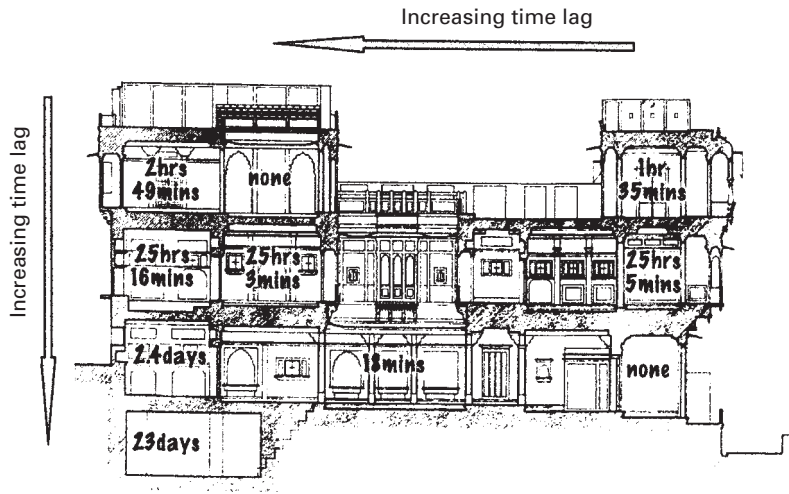 Increasing time lag
Increasing time lag
2hrs
49mins
none
1hr
35mins
25hrs
16mins
25hrs
3mins
25hrs
5mins
2.4days
18mins
none
23days